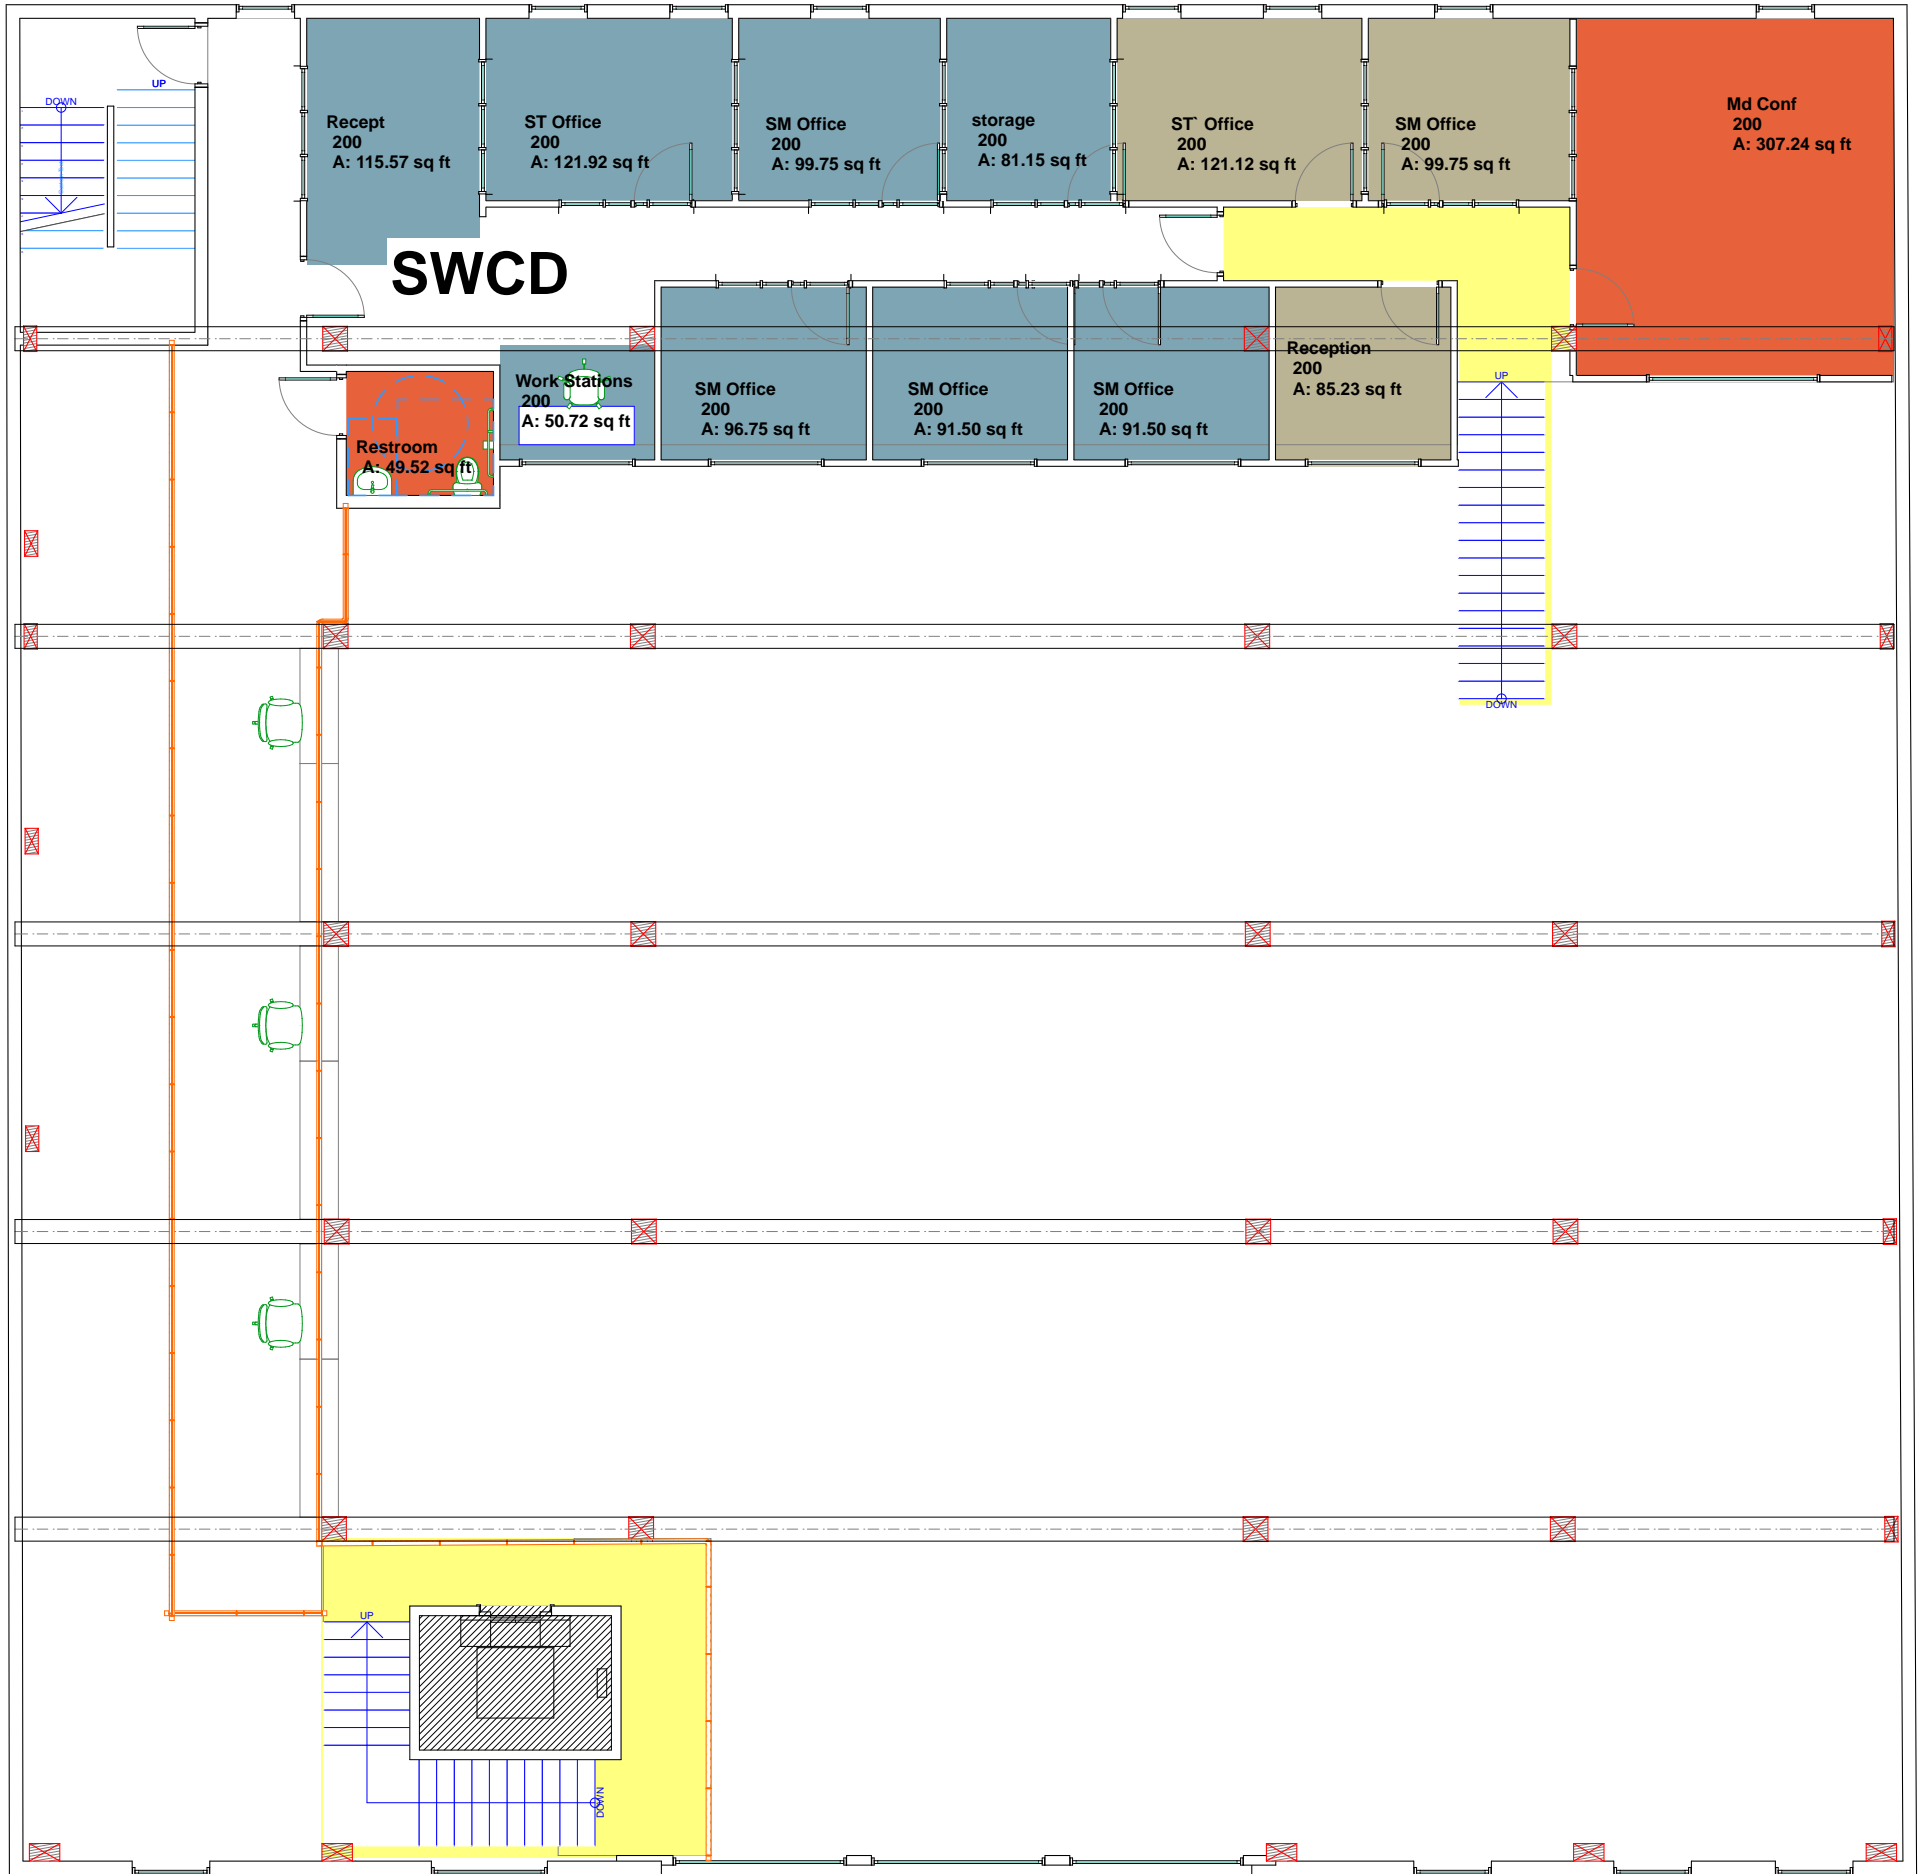 UP
DOWN
Recept
200
A: 115.57 sq ft
ST Office
200
A: 121.92 sq ft
SM Office
200
A: 99.75 sq ft
storage
200
A: 81.15 sq ft
ST` Office
200
A: 121.12 sq ft
SM Office
200
A: 99.75 sq ft
Md Conf
200
A: 307.24 sq ft
SWCD
Work Stations
200
A: 50.72 sq ft
Restroom
A: 49.52 sq ft
SM Office
200
A: 96.75 sq ft
SM Office
200
A: 91.50 sq ft
SM Office
200
A: 91.50 sq ft
Reception
200
A: 85.23 sq ft
UP
DOWN
UP
DOWN